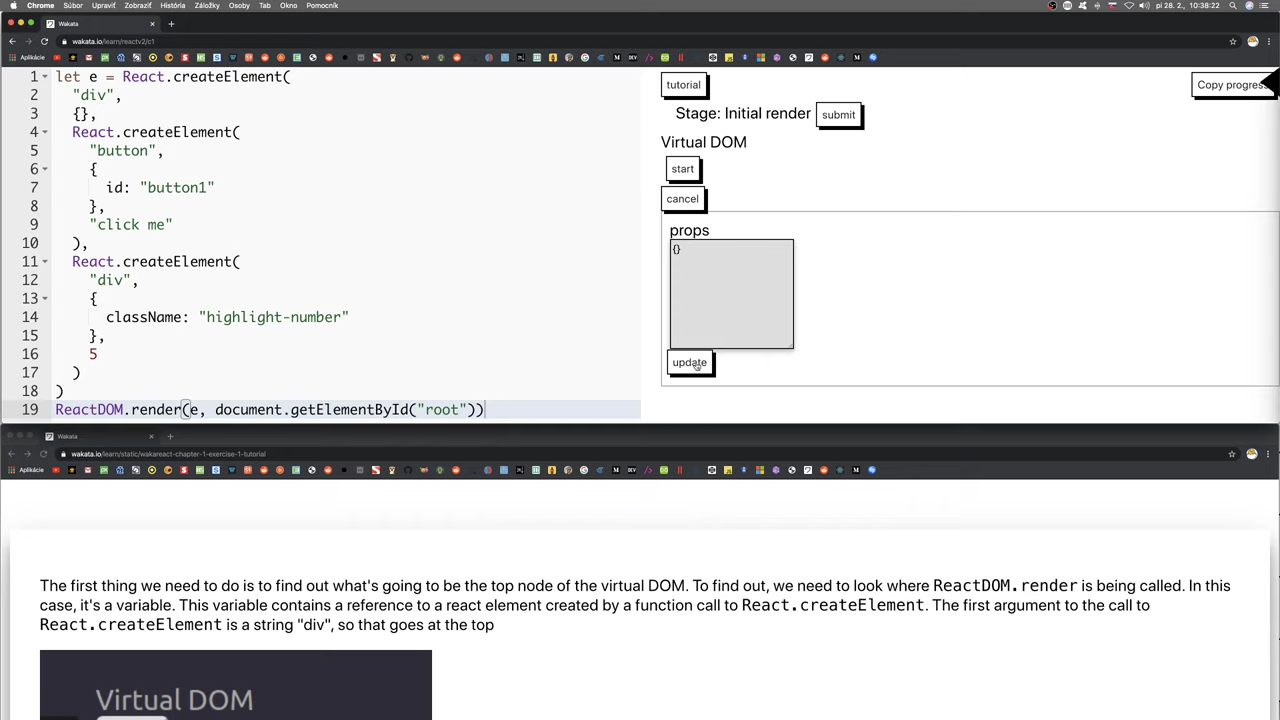 Chrome Súbor Upraviť Zobraziť História Záložky Osoby Tab Okno Pomocník pi 28. 2., 10:38:22
Wakata
wakata.io/learn/reactv2/c1
Aplikácie
1 let e = React.createElement(
2 "div",
3 {},
4 React.createElement(
5 "button",
6 {
7 id: "button1"
8 },
9 "click me"
10 ),
11 React.createElement(
12 "div",
13 {
14 className: "highlight-number"
15 },
16 5
17 )
18 )
19 ReactDOM.render(e, document.getElementById("root"))
tutorial
Copy progress
Stage: Initial render submit
Virtual DOM
start
cancel
props
{}
update
Wakata
wakata.io/learn/static/wakareact-chapter-1-exercise-1-tutorial
Aplikácie
The first thing we need to do is to find out what's going to be the top node of the virtual DOM. To find out, we need to look where ReactDOM.render is being called. In this
case, it's a variable. This variable contains a reference to a react element created by a function call to React.createElement. The first argument to the call to
React.createElement is a string "div", so that goes at the top
Virtual DOM